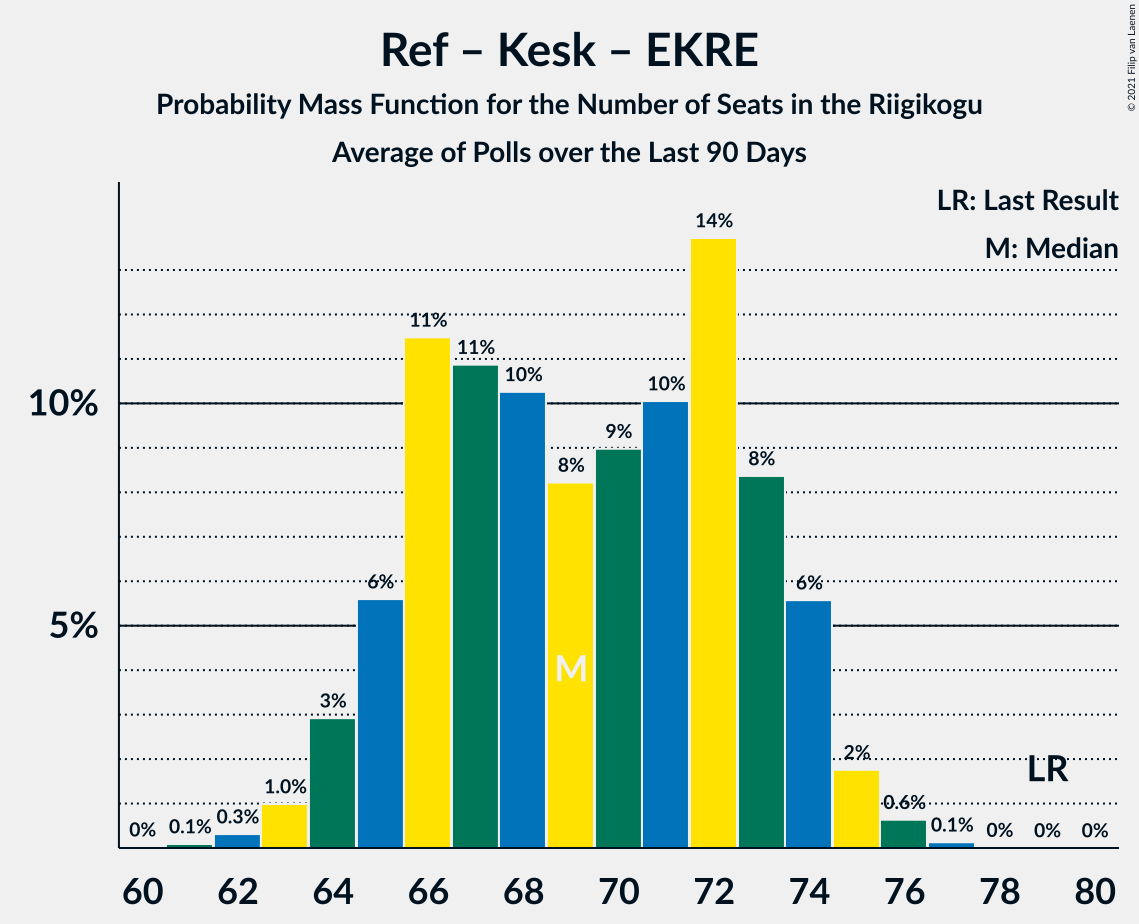 Ref – Kesk – EKRE
Probability Mass Function for the Number of Seats in the Riigikogu
Average of Polls over the Last 90 Days
© 2021 Filip van Laenen
LR: Last Result
M: Median
14%
11%
11%
10%
10%
10%
9%
8%
8%
M
6%
6%
5%
3%
2%
LR
1.0%
0.6%
0.3%
0.1%
0.1%
0%
0%
0%
0%
60 62 64 66 68 70 72 74 76 78 80